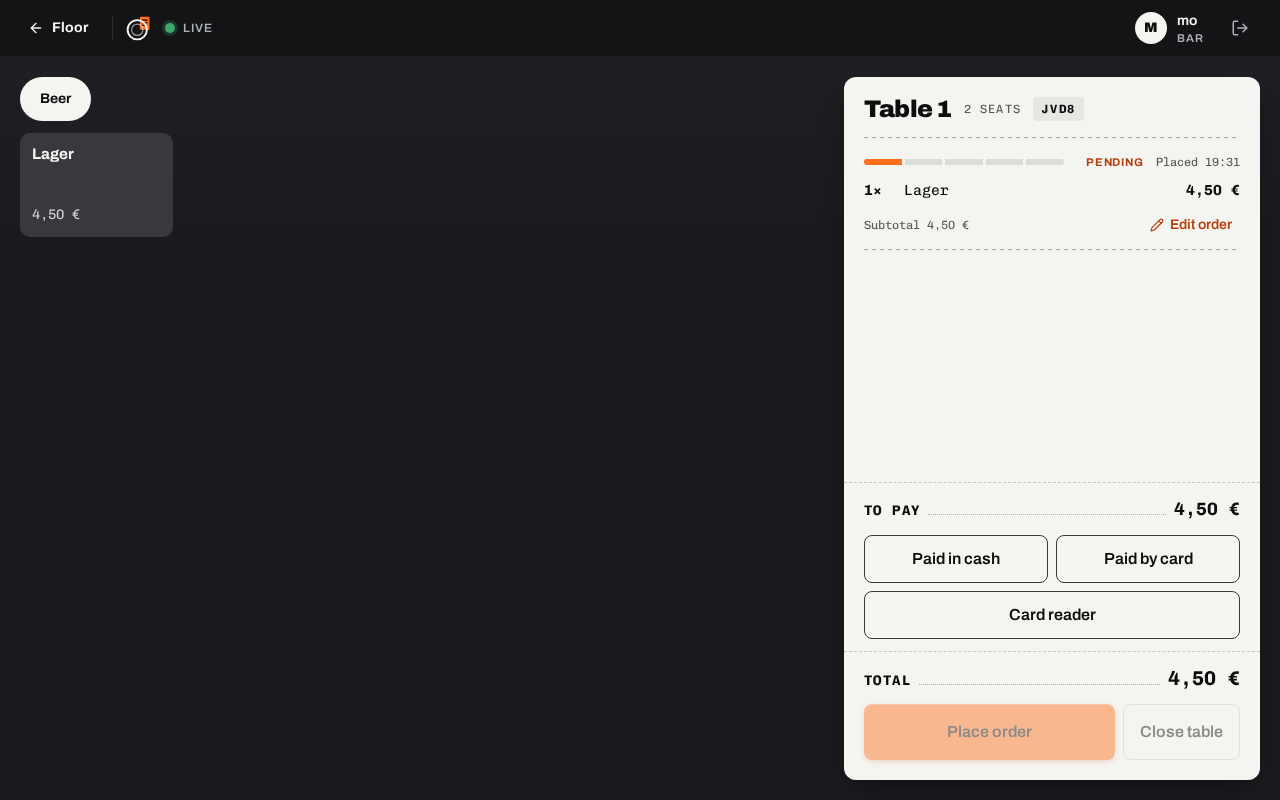 Floor
LIVE
M
mo
BAR
Beer
Lager
4,50 €
Table 1 2 SEATS JVD8
PENDING Placed 19:31
1× Lager 4,50 €
Subtotal 4,50 € Edit order
TO PAY 4,50 €
Paid in cash Paid by card
Card reader
TOTAL 4,50 €
Place order Close table